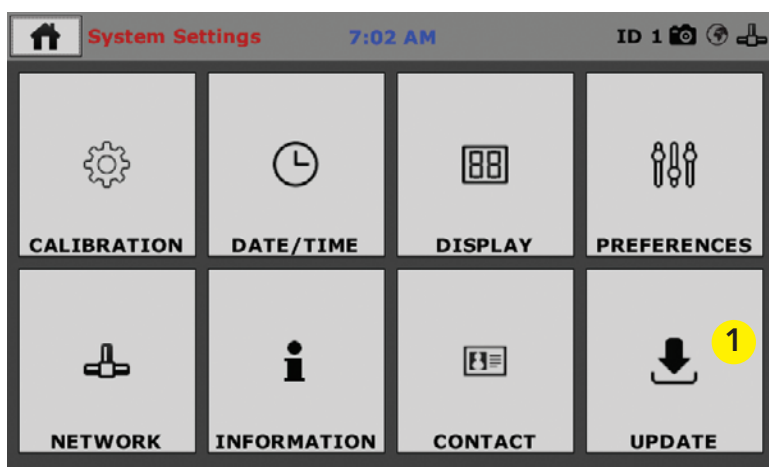 System Settings 7:02 AM ID 1
CALIBRATION DATE/TIME DISPLAY PREFERENCES
1
NETWORK INFORMATION CONTACT UPDATE